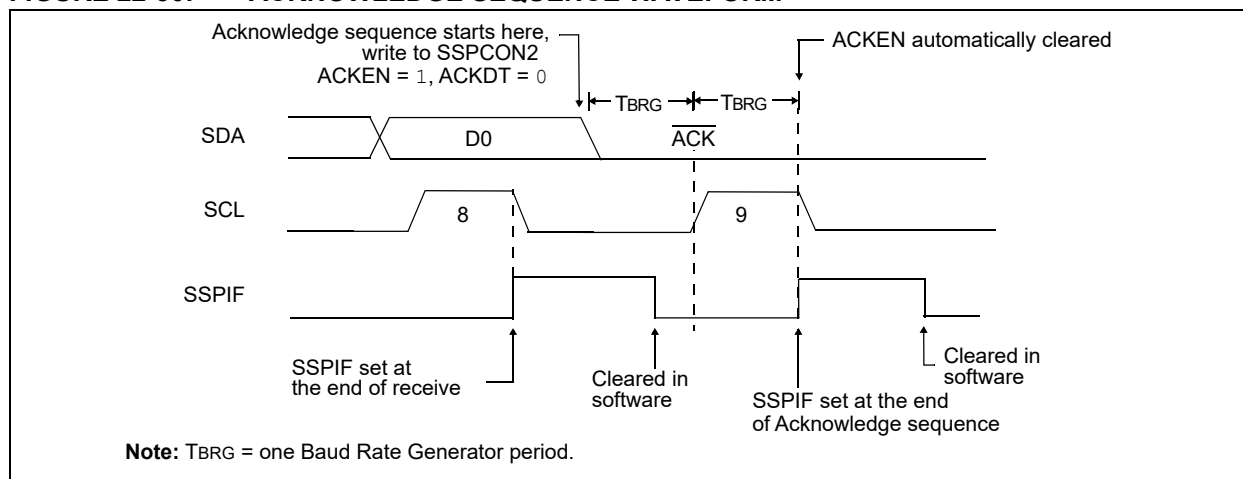 Acknowledge sequence starts here,
write to SSPCON2
ACKEN = 1, ACKDT = 0
ACKEN automatically cleared
TBRG
TBRG
SDA
D0
ACK
SCL
8
9
SSPIF
SSPIF set at
the end of receive
Cleared in
software
SSPIF set at the end
of Acknowledge sequence
Cleared in
software
Note: TBRG = one Baud Rate Generator period.